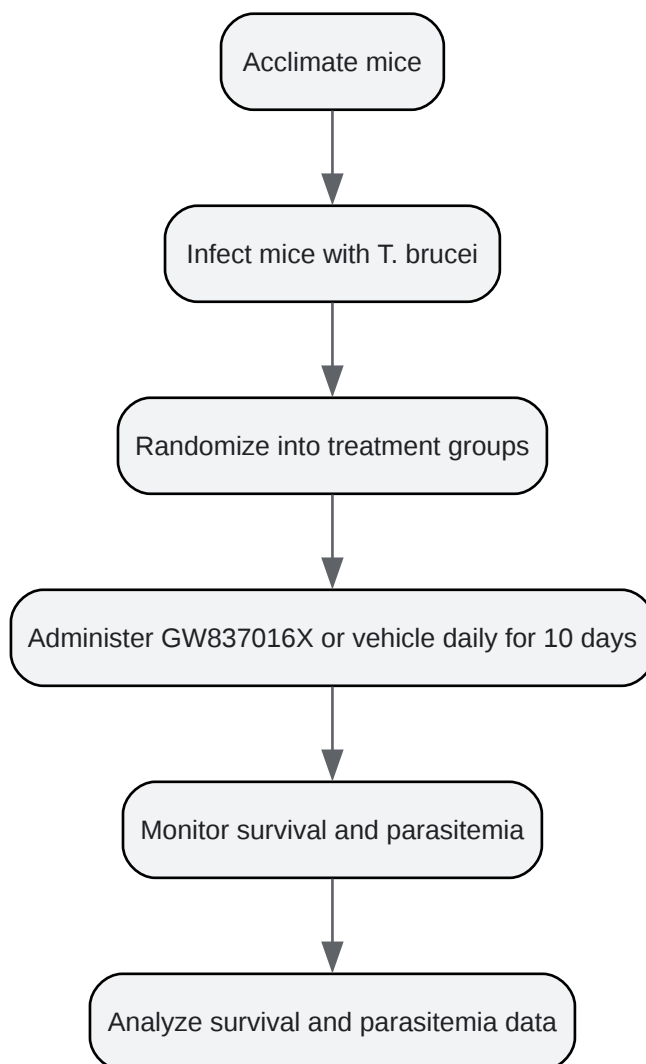 Acclimate mice
Infect mice with T. brucei
Randomize into treatment groups
Administer GW837016X or vehicle daily for 10 days
Monitor survival and parasitemia
Analyze survival and parasitemia data